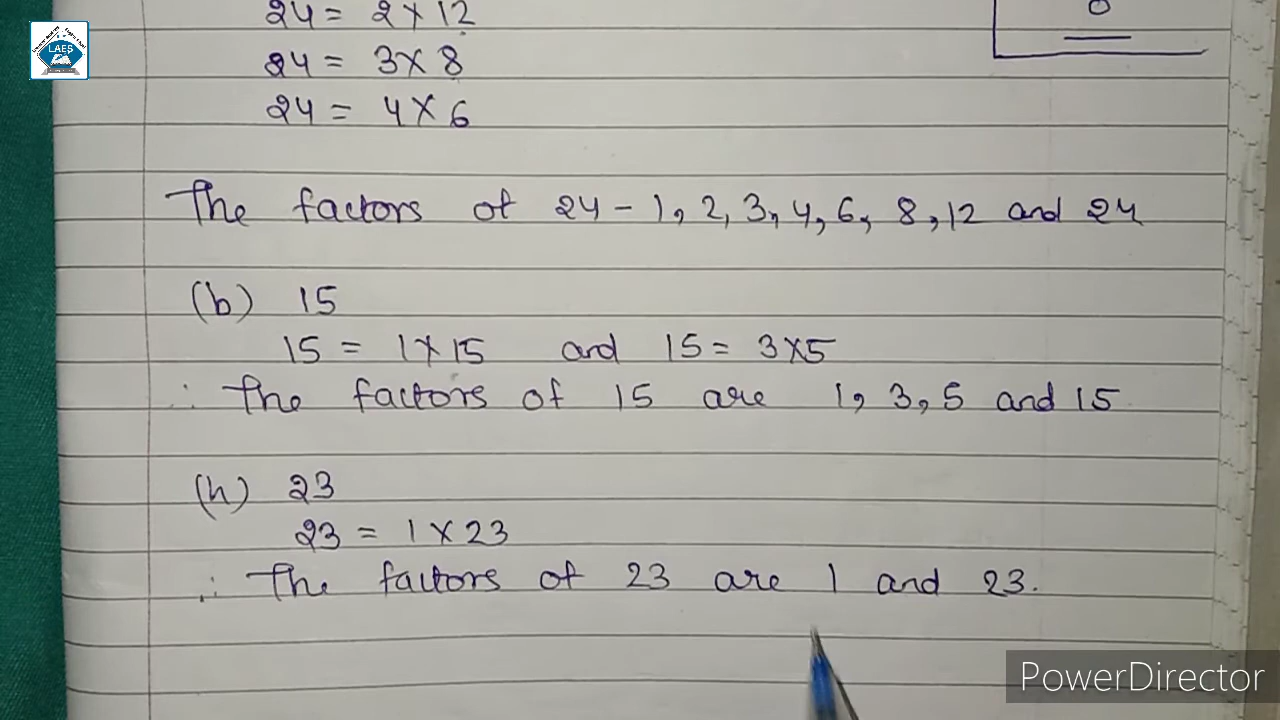 LAES
24 = 2 × 12
24 = 3 × 8
24 = 4 × 6
The factors of 24 - 1, 2, 3, 4, 6, 8, 12 and 24
(b) 15
15 = 1 × 15 and 15 = 3 × 5
∴ The factors of 15 are 1, 3, 5 and 15
(h) 23
23 = 1 × 23
∴ The factors of 23 are 1 and 23.
PowerDirector